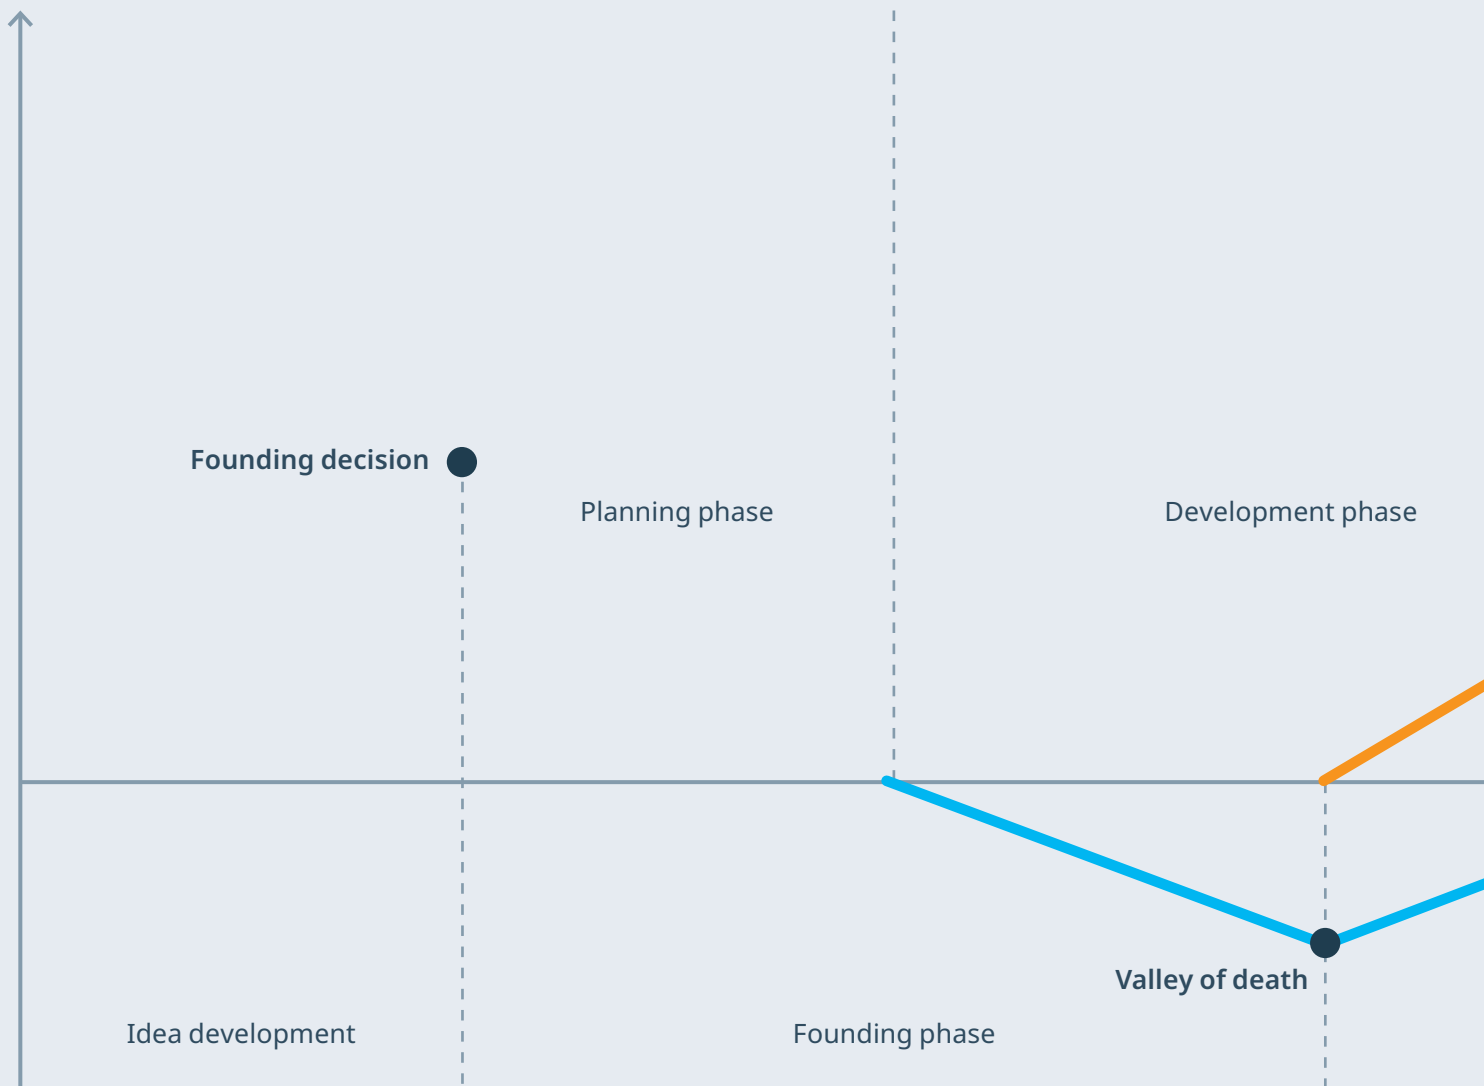 Founding decision
Planning phase
Development phase
Valley of death
Idea development
Founding phase